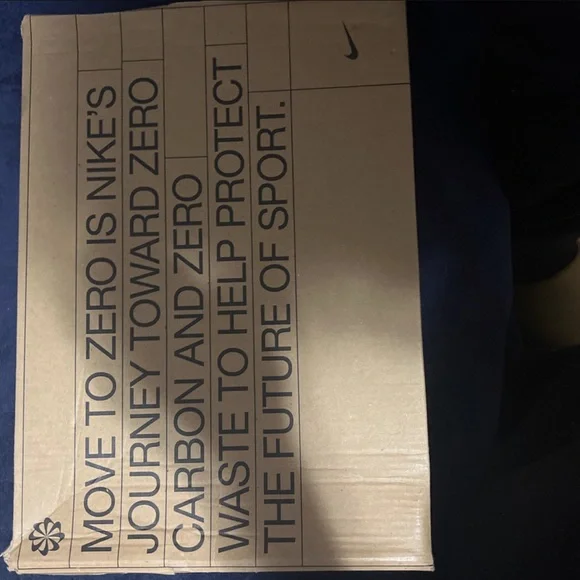 MOVE TO ZERO IS NIKE'S
JOURNEY TOWARD ZERO
CARBON AND ZERO
WASTE TO HELP PROTECT
THE FUTURE OF SPORT.